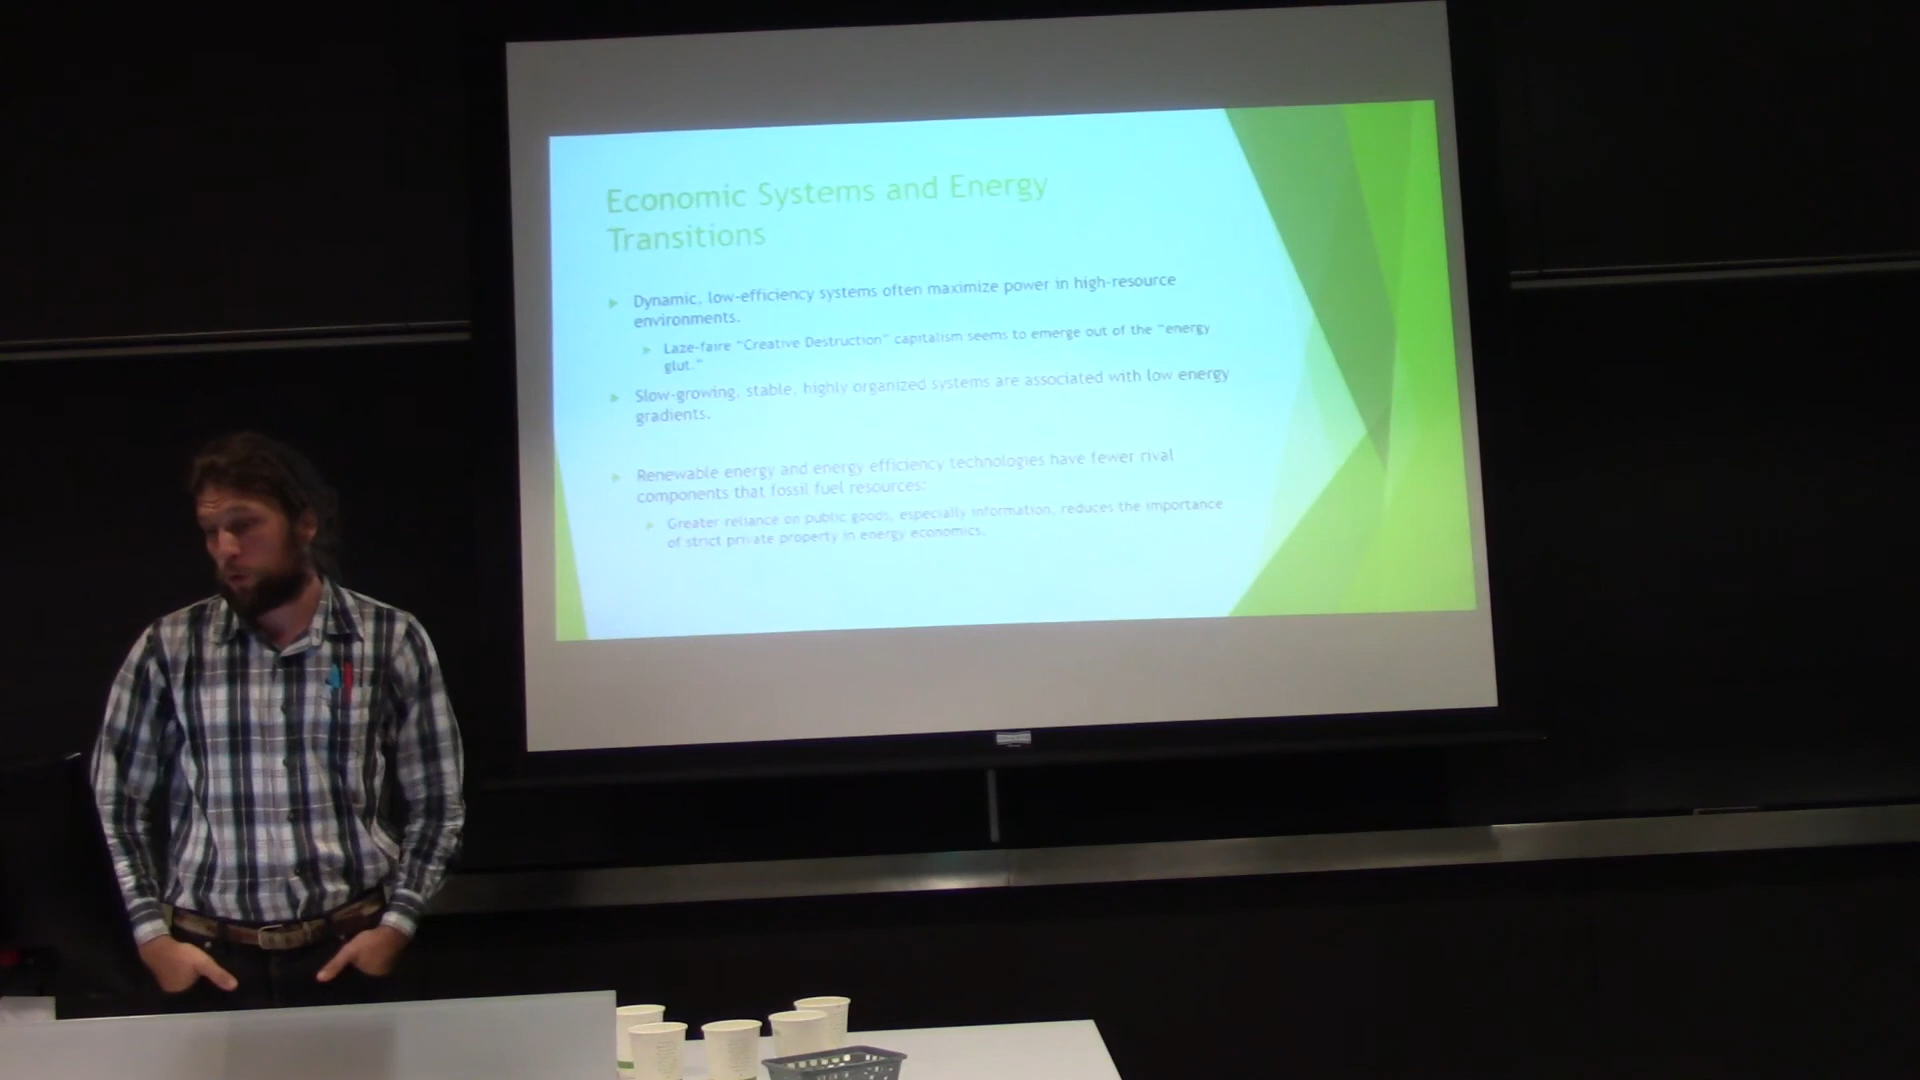 Economic Systems and Energy
Transitions
Dynamic, low-efficiency systems often maximize power in high-resource
environments.
Laze-faire "Creative Destruction" capitalism seems to emerge out of the "energy
glut."
Slow-growing, stable, highly organized systems are associated with low energy
gradients.
Renewable energy and energy efficiency technologies have fewer rival
components that fossil fuel resources:
Greater reliance on public goods, especially information, reduces the importance
of strict private property in energy economics.